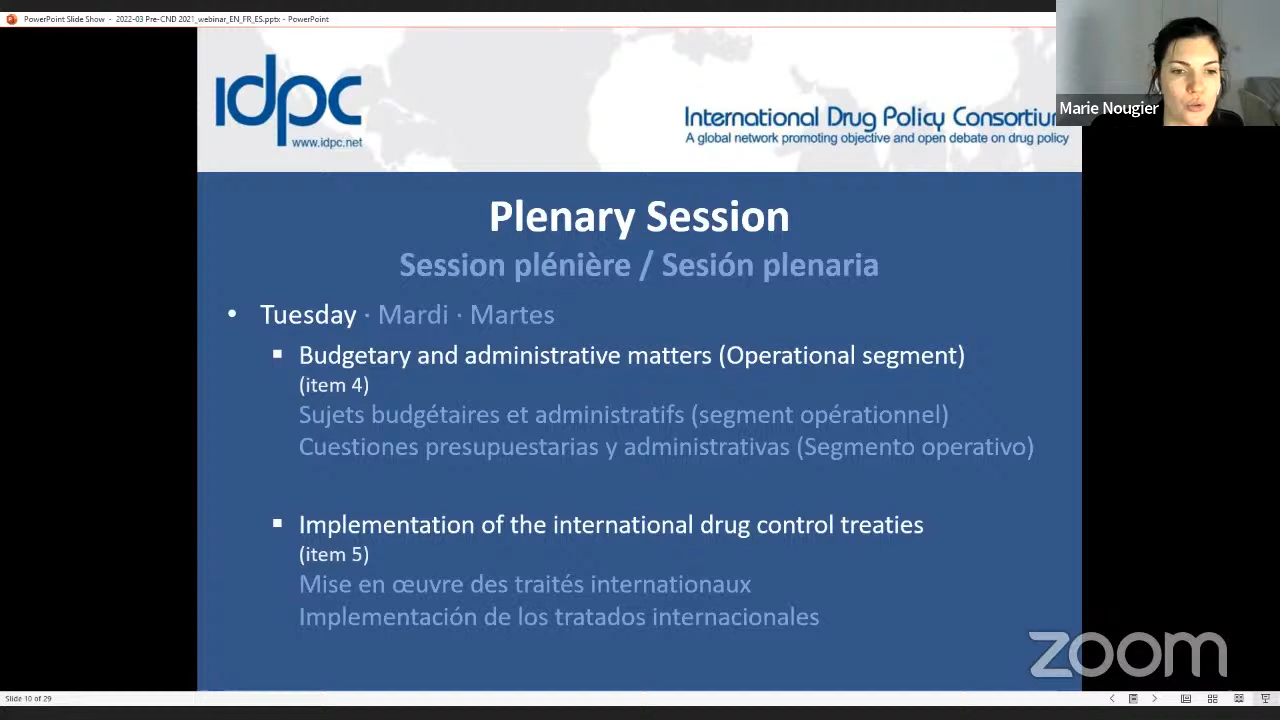 PowerPoint Slide Show - 2022-03 Pre-CND 2021_webinar_EN_FR_ES.pptx - PowerPoint
idpc
www.idpc.net
International Drug Policy Consortium
A global network promoting objective and open debate on drug policy
Marie Nougier
Plenary Session
Session plénière / Sesión plenaria
• Tuesday · Mardi · Martes
▪ Budgetary and administrative matters (Operational segment)
(item 4)
Sujets budgétaires et administratifs (segment opérationnel)
Cuestiones presupuestarias y administrativas (Segmento operativo)
▪ Implementation of the international drug control treaties
(item 5)
Mise en œuvre des traités internationaux
Implementación de los tratados internacionales
zoom
Slide 10 of 29